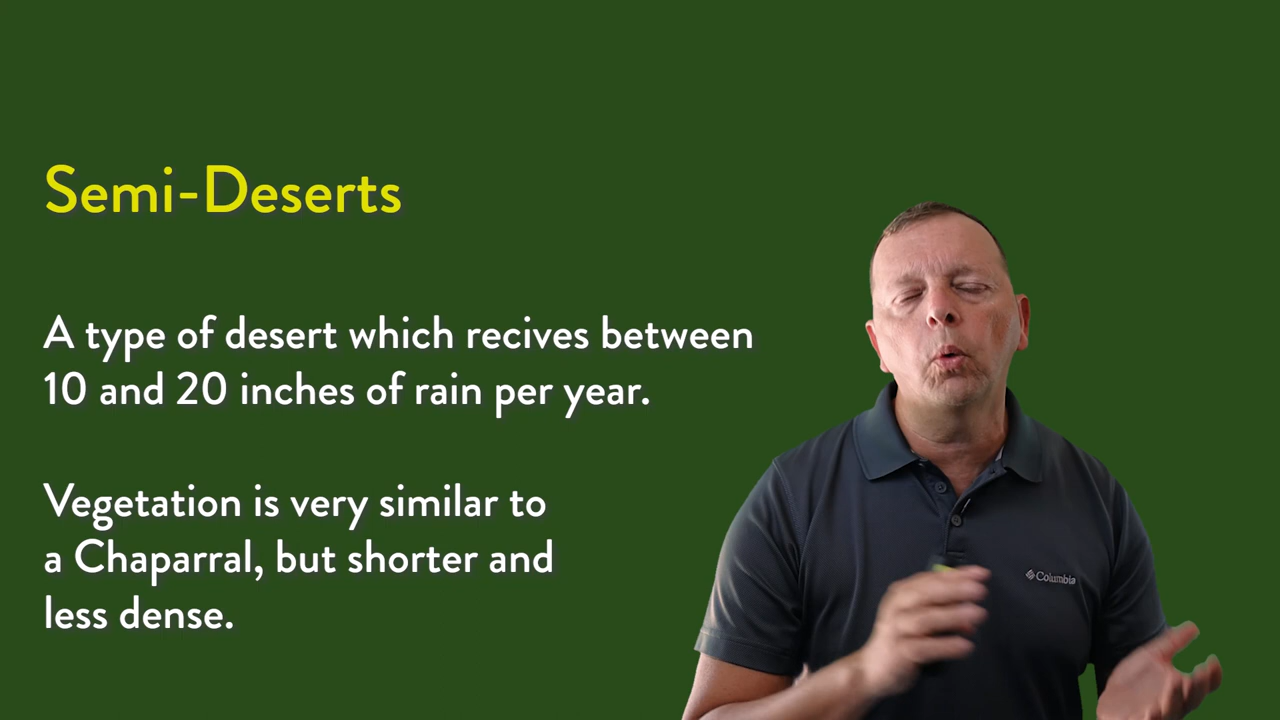 Semi-Deserts
A type of desert which recives between
10 and 20 inches of rain per year.
Vegetation is very similar to
a Chaparral, but shorter and
less dense.
Columbia